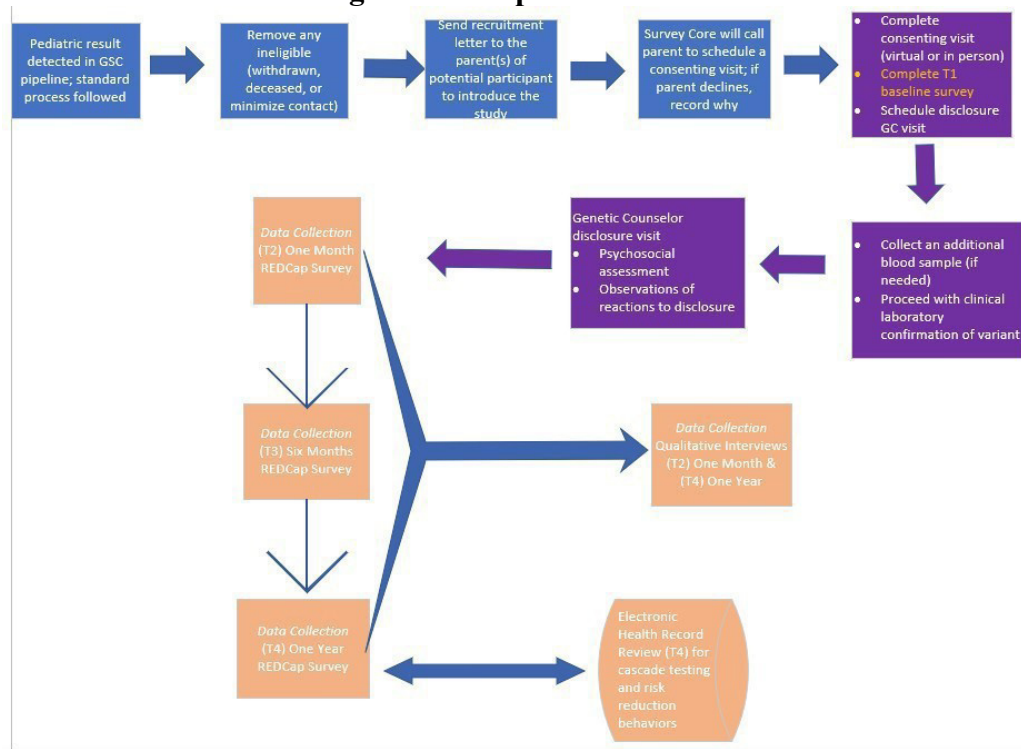 Pediatric result
detected in GSC
pipeline; standard
process followed
Remove any
ineligible
(withdrawn,
deceased, or
minimize contact)
Send recruitment
letter to the
parent(s) of
potential participant
to introduce the
study
Survey Core will call
parent to schedule a
consenting visit; if
parent declines,
record why
• Complete
consenting visit
(virtual or in person)
• Complete T1
baseline survey
• Schedule disclosure
GC visit
• Collect an additional
blood sample (if
needed)
• Proceed with clinical
laboratory
confirmation of variant
Genetic Counselor
disclosure visit
• Psychosocial
assessment
• Observations of
reactions to disclosure
Data Collection
(T2) One Month
REDCap Survey
Data Collection
(T3) Six Months
REDCap Survey
Data Collection
(T4) One Year
REDCap Survey
Data Collection
Qualitative Interviews
(T2) One Month &
(T4) One Year
Electronic
Health Record
Review (T4) for
cascade testing
and risk
reduction
behaviors